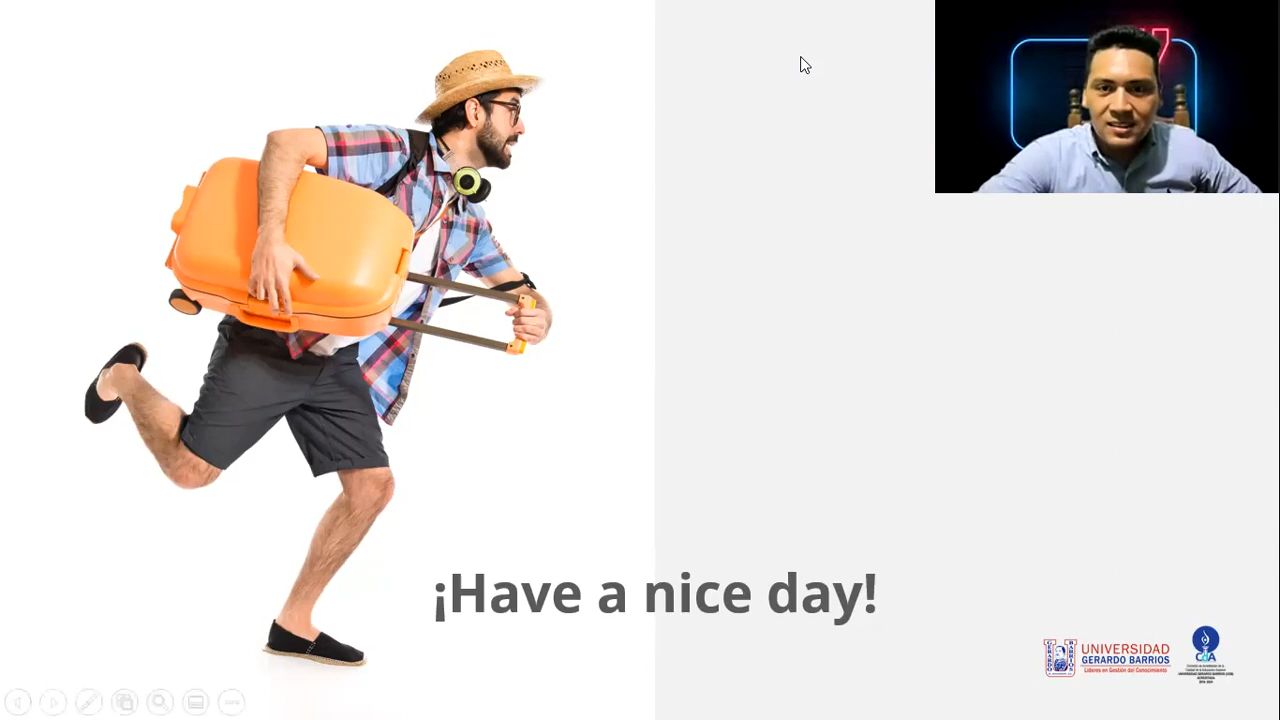 ¡Have a nice day!
UNIVERSIDAD
GERARDO BARRIOS
Líderes en Gestión del Conocimiento